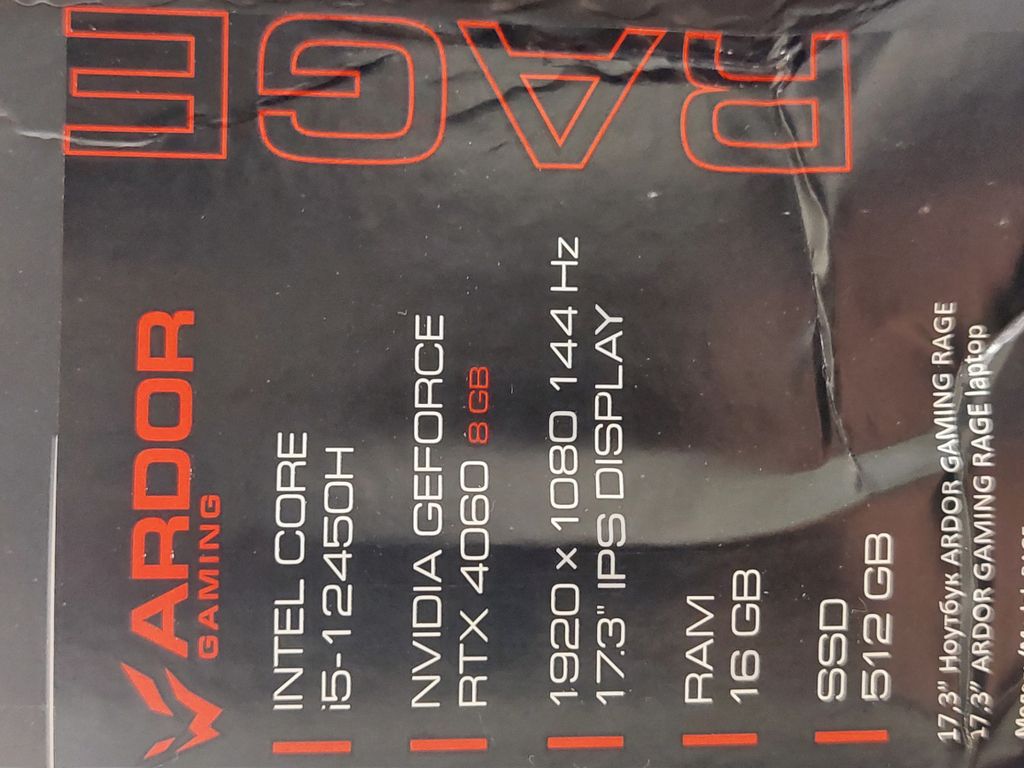 ARDOR
GAMING
INTEL CORE
i5-12450H
NVIDIA GEFORCE
RTX 4060 8 GB
1920 x 1080 144 Hz
17.3" IPS DISPLAY
RAM
16 GB
SSD
512 GB
RAGE
17,3" Ноутбук ARDOR GAMING RAGE
17,3" ARDOR GAMING RAGE laptop